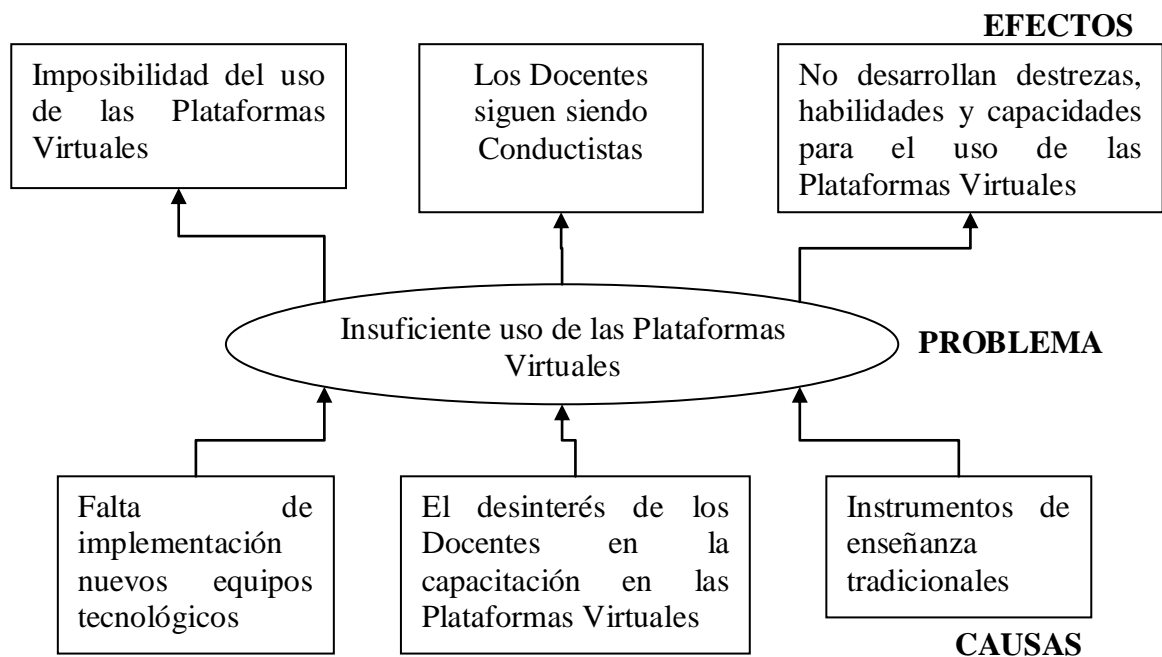 EFECTOS
Imposibilidad del uso
de las Plataformas
Virtuales
Los Docentes
siguen siendo
Conductistas
No desarrollan destrezas,
habilidades y capacidades
para el uso de las
Plataformas Virtuales
Insuficiente uso de las Plataformas
Virtuales
PROBLEMA
Falta de
implementación
nuevos equipos
tecnológicos
El desinterés de los
Docentes en la
capacitación en las
Plataformas Virtuales
Instrumentos de
enseñanza
tradicionales
CAUSAS